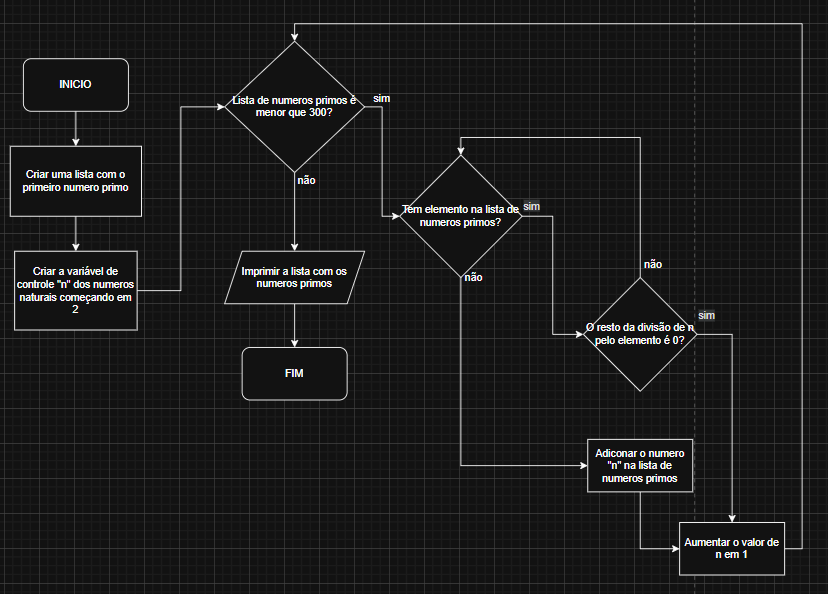 INICIO
Criar uma lista com o
primeiro numero primo
Criar a variável de
controle "n" dos numeros
naturais começando em
2
Lista de numeros primos é
menor que 300?
sim
não
Imprimir a lista com os
numeros primos
FIM
Tem elemento na lista de
numeros primos?
sim
não
O resto da divisão de n
pelo elemento é 0?
não
sim
Adiconar o numero
"n" na lista de
numeros primos
Aumentar o valor de
n em 1